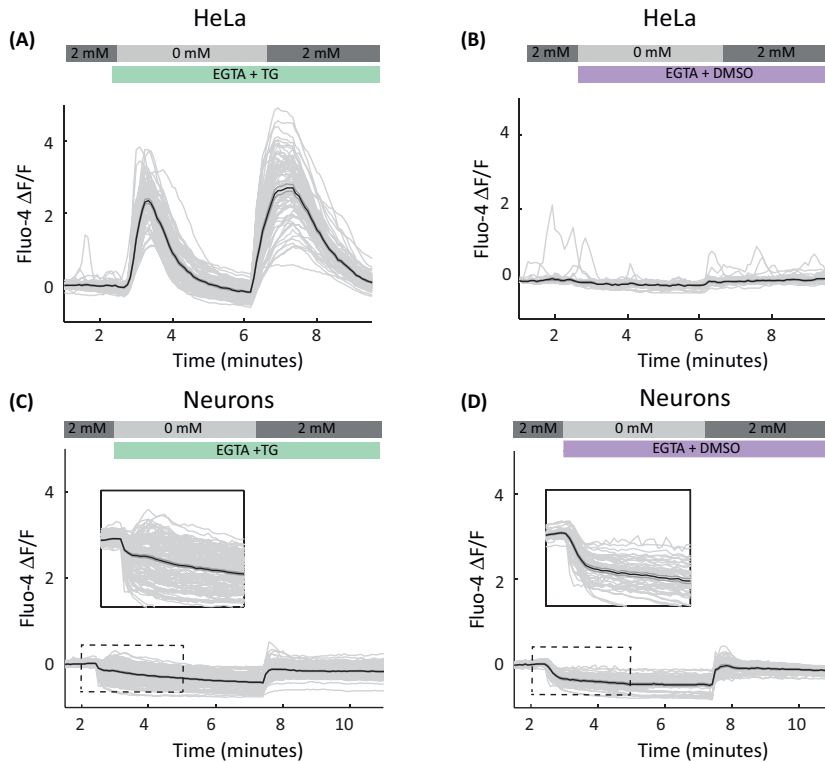 HeLa
(A)
2 mM 0 mM 2 mM
EGTA + TG
4
2
0
Fluo-4 ΔF/F
2 4 6 8
Time (minutes)
HeLa
(B)
2 mM 0 mM 2 mM
EGTA + DMSO
4
2
0
Fluo-4 ΔF/F
2 4 6 8
Time (minutes)
Neurons
(C)
2 mM 0 mM 2 mM
EGTA +TG
4
2
0
Fluo-4 ΔF/F
2 4 6 8 10
Time (minutes)
Neurons
(D)
2 mM 0 mM 2 mM
EGTA + DMSO
4
2
0
Fluo-4 ΔF/F
2 4 6 8 10
Time (minutes)